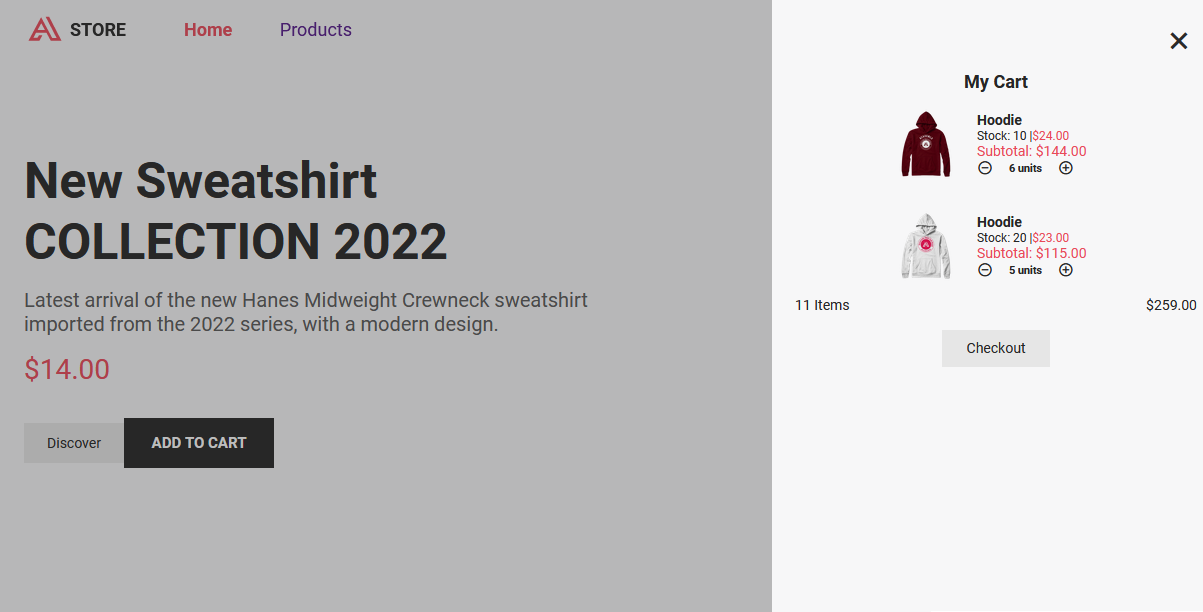 STORE
Home
Products
New Sweatshirt
COLLECTION 2022
Latest arrival of the new Hanes Midweight Crewneck sweatshirt
imported from the 2022 series, with a modern design.
$14.00
Discover
ADD TO CART
My Cart
Hoodie
Stock: 10 |$24.00
Subtotal: $144.00
6 units
Hoodie
Stock: 20 |$23.00
Subtotal: $115.00
5 units
11 Items
$259.00
Checkout